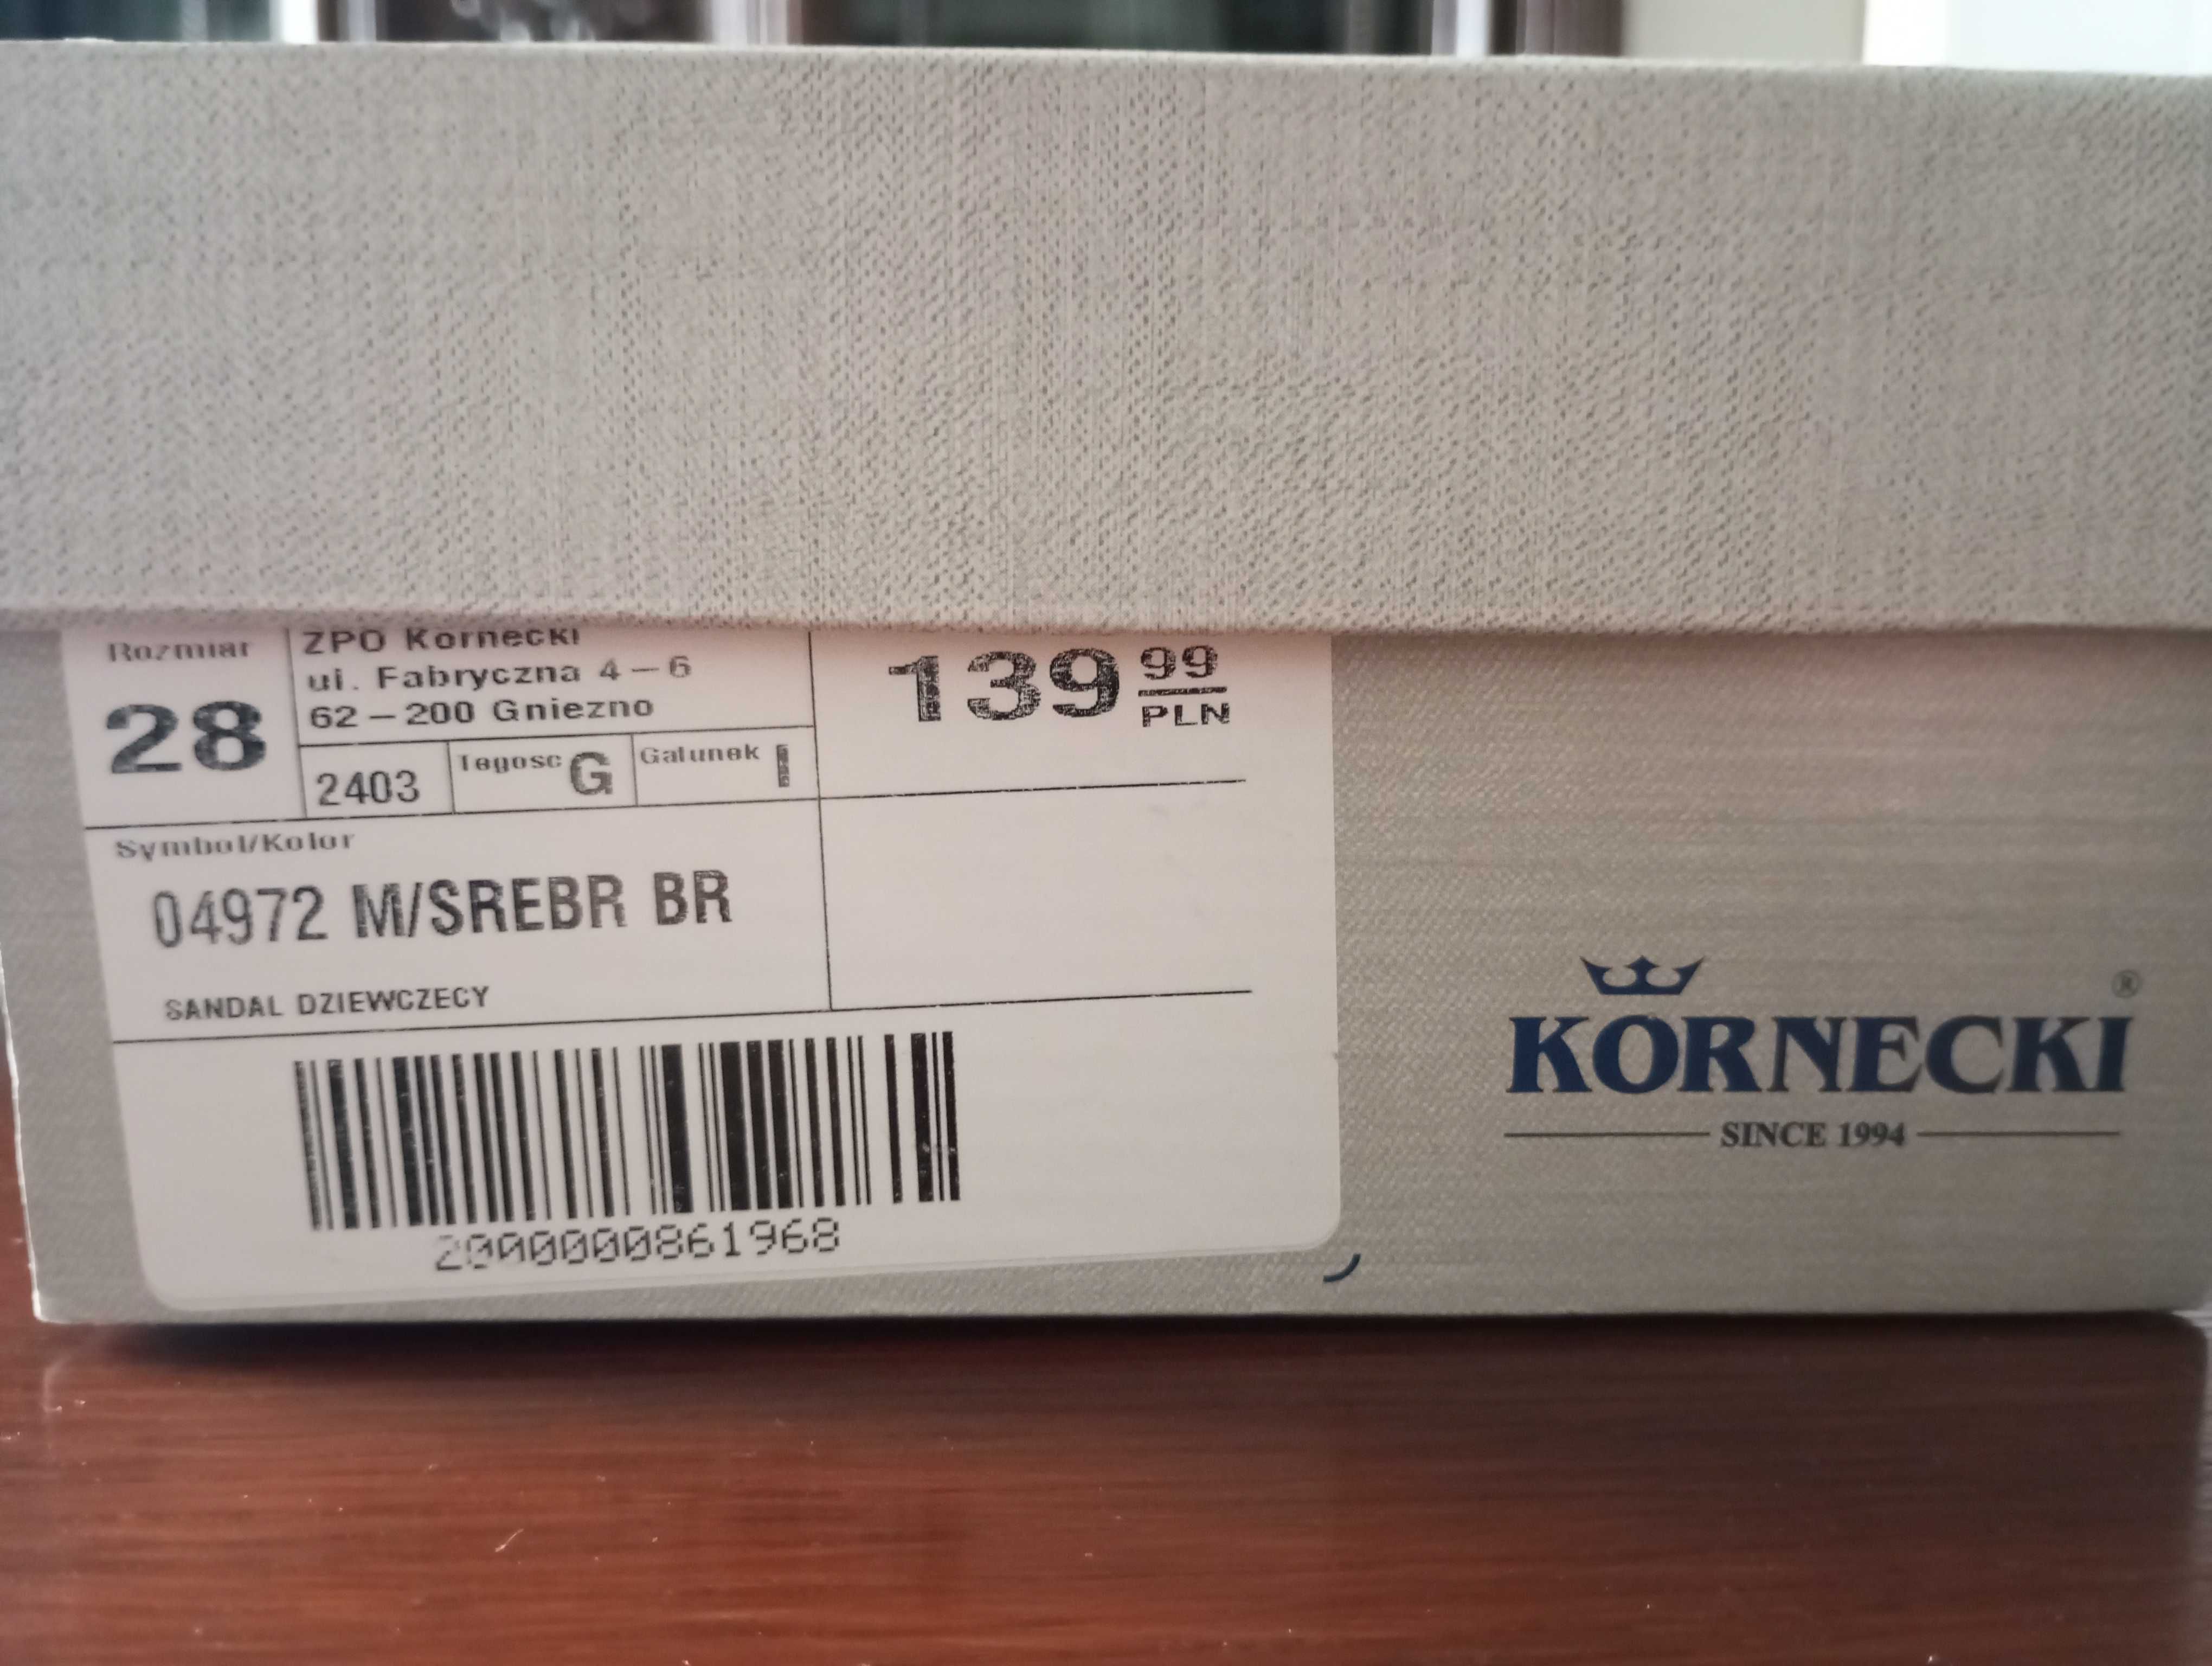 Rozmiar
28
ZPO Kornecki
ul. Fabryczna 4-6
62-200 Gniezno
2403
Tegosc G
Gatunek I
139 99
PLN
Symbol/Kolor
04972 M/SREBR BR
SANDAL DZIEWCZECY
2000000861968
KORNECKI ®
SINCE 1994